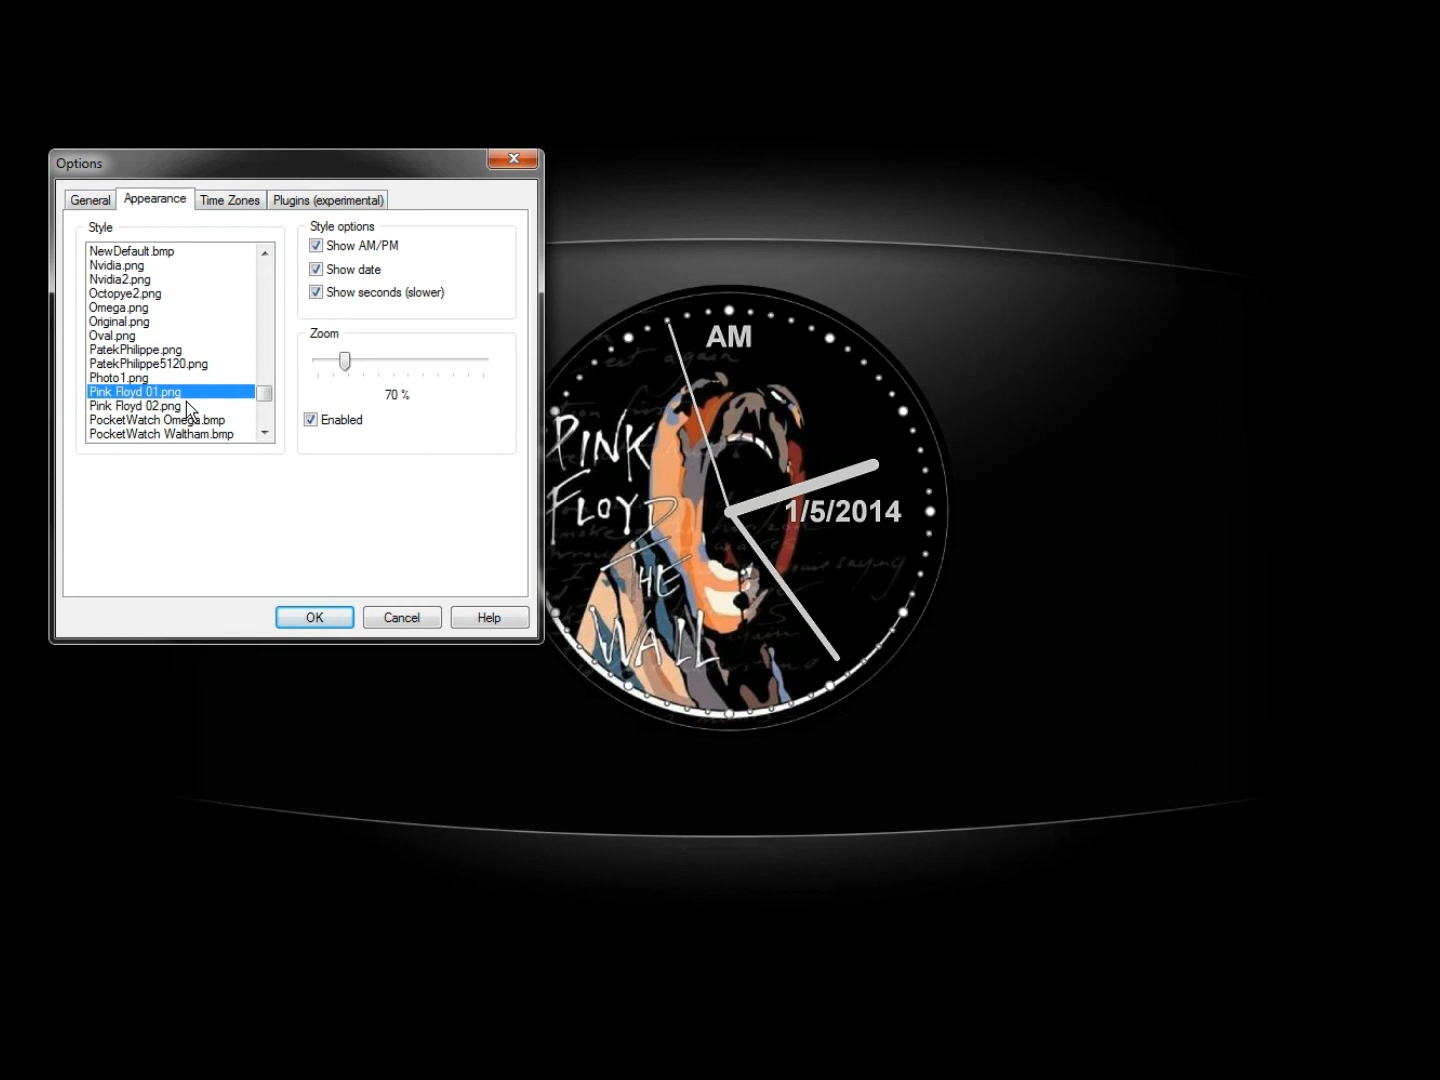 Options
General
Appearance
Time Zones
Plugins (experimental)
Style
NewDefault.bmp
Nvidia.png
Nvidia2.png
Octopye2.png
Omega.png
Original.png
Oval.png
PatekPhilippe.png
PatekPhilippe5120.png
Photo1.png
Pink Floyd 01.png
Pink Floyd 02.png
PocketWatch Omega.bmp
PocketWatch Waltham.bmp
Style options
Show AM/PM
Show date
Show seconds (slower)
Zoom
70 %
Enabled
OK
Cancel
Help
AM
1/5/2014
PINK
FLOYD
THE
WALL